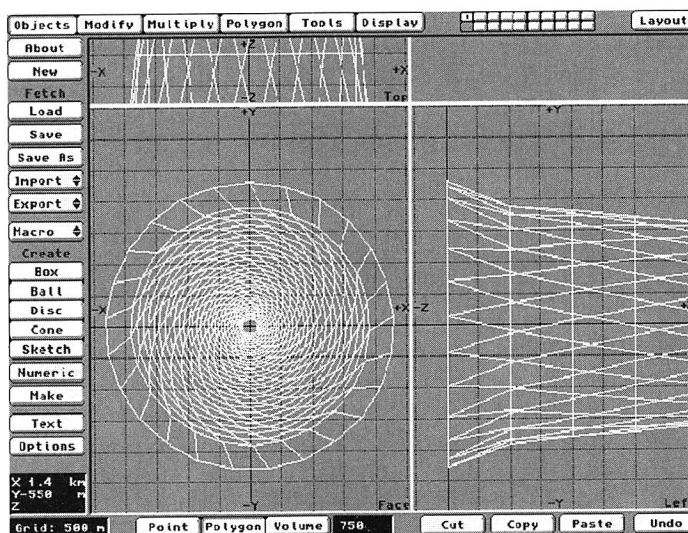 Objects Modify Multiply Polygon Tools Display Layout
About
New
Fetch
Load
Save
Save As
Import
Export
Macro
Create
Box
Ball
Disc
Cone
Sketch
Numeric
Make
Text
Options
X 1.4 km
Y-550 m
Z
Grid: 500 m
+Z
-X +X
-Z Top
+Y
-X +X
-Y Face
+Y
-Z
-Y Left
Point Polygon Volume 750 Cut Copy Paste Undo